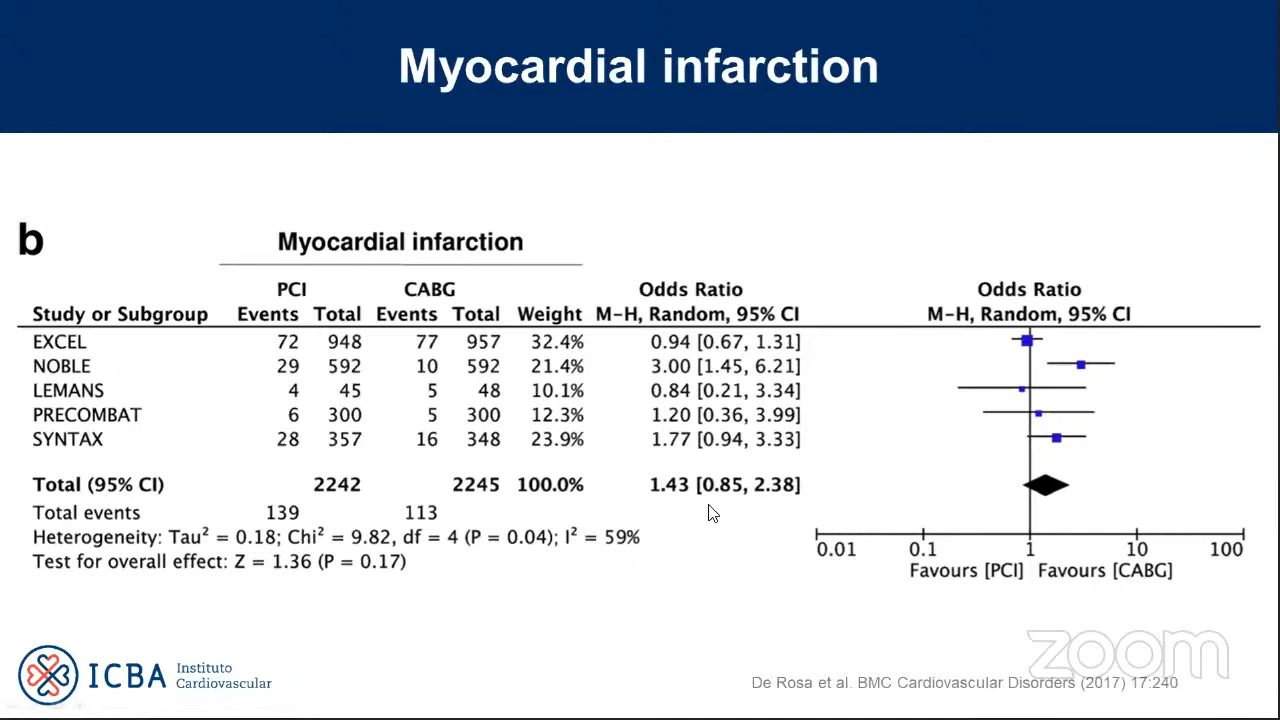 Myocardial infarction
b
Myocardial infarction
PCI CABG Odds Ratio Odds Ratio
Study or Subgroup Events Total Events Total Weight M-H, Random, 95% CI M-H, Random, 95% CI
EXCEL 72 948 77 957 32.4% 0.94 [0.67, 1.31]
NOBLE 29 592 10 592 21.4% 3.00 [1.45, 6.21]
LEMANS 4 45 5 48 10.1% 0.84 [0.21, 3.34]
PRECOMBAT 6 300 5 300 12.3% 1.20 [0.36, 3.99]
SYNTAX 28 357 16 348 23.9% 1.77 [0.94, 3.33]
Total (95% CI) 2242 2245 100.0% 1.43 [0.85, 2.38]
Total events 139 113
Heterogeneity: Tau² = 0.18; Chi² = 9.82, df = 4 (P = 0.04); I² = 59%
Test for overall effect: Z = 1.36 (P = 0.17)
0.01 0.1 1 10 100
Favours [PCI] Favours [CABG]
zoom
ICBA Instituto
Cardiovascular
De Rosa et al. BMC Cardiovascular Disorders (2017) 17:240